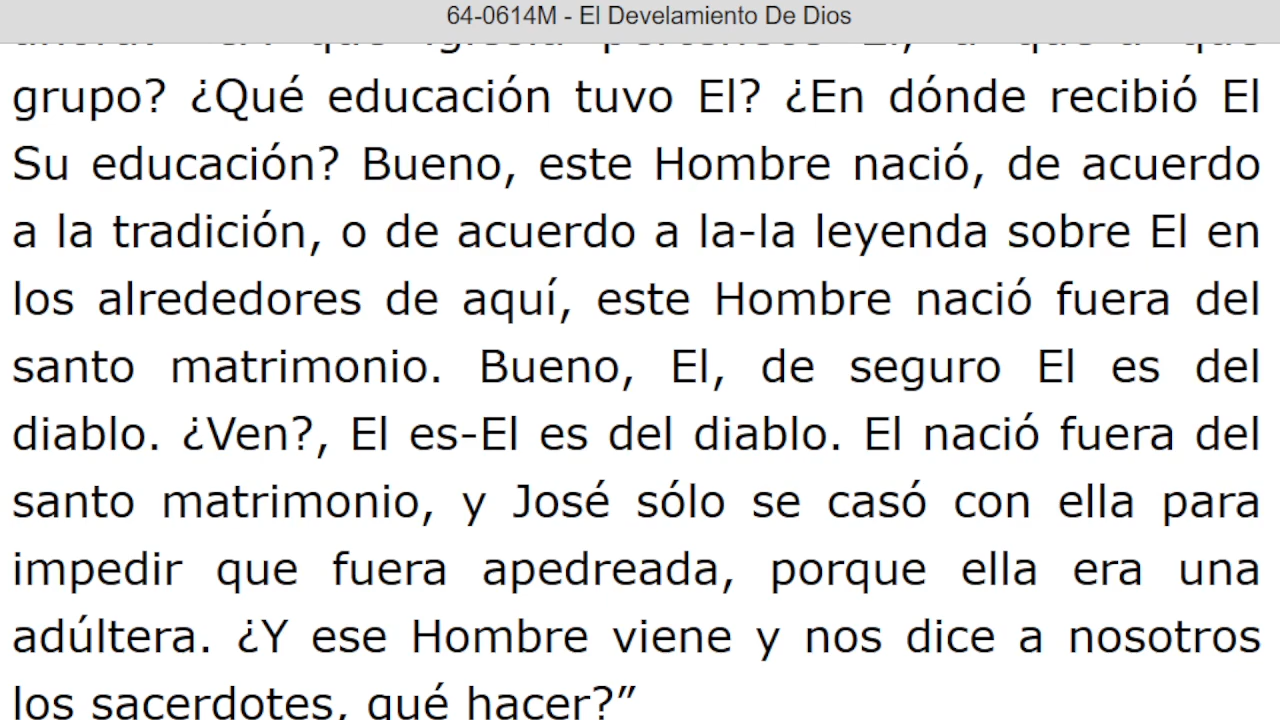 64-0614M - El Develamiento De Dios
grupo? ¿Qué educación tuvo El? ¿En dónde recibió El
Su educación? Bueno, este Hombre nació, de acuerdo
a la tradición, o de acuerdo a la-la leyenda sobre El en
los alrededores de aquí, este Hombre nació fuera del
santo matrimonio. Bueno, El, de seguro El es del
diablo. ¿Ven?, El es-El es del diablo. El nació fuera del
santo matrimonio, y José sólo se casó con ella para
impedir que fuera apedreada, porque ella era una
adúltera. ¿Y ese Hombre viene y nos dice a nosotros
los sacerdotes, qué hacer?”